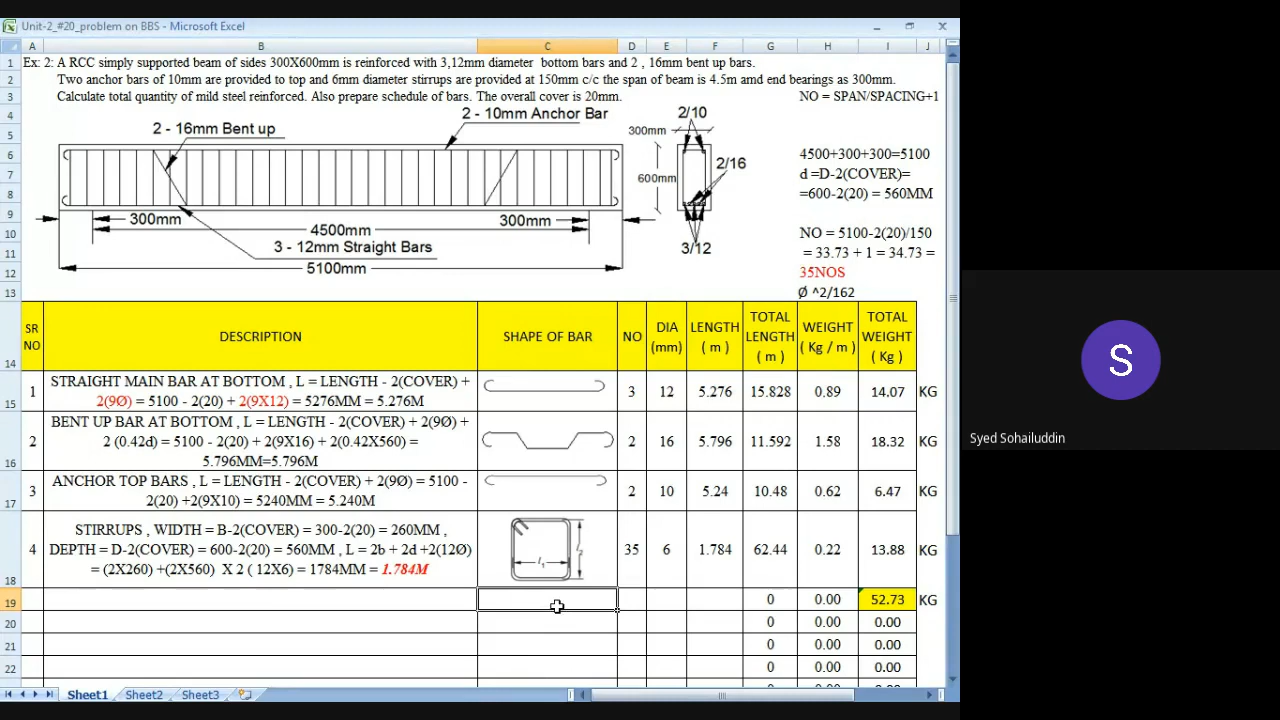 Unit-2_#20_problem on BBS - Microsoft Excel
A B C D E F G H I J
1 Ex: 2: A RCC simply supported beam of sides 300X600mm is reinforced with 3,12mm diameter bottom bars and 2 , 16mm bent up bars.
2 Two anchor bars of 10mm are provided to top and 6mm diameter stirrups are provided at 150mm c/c the span of beam is 4.5m amd end bearings as 300mm.
3 Calculate total quantity of mild steel reinforced. Also prepare schedule of bars. The overall cover is 20mm. NO = SPAN/SPACING+1
4 2 - 10mm Anchor Bar 2/10
5 2 - 16mm Bent up 300mm
6 4500+300+300=5100
2/16
7 600mm d =D-2(COVER)=
8 =600-2(20) = 560MM
9 300mm 300mm
10 4500mm NO = 5100-2(20)/150
11 3 - 12mm Straight Bars 3/12 = 33.73 + 1 = 34.73 =
12 5100mm 35NOS
13 Ø ^2/162
14 SR NO DESCRIPTION SHAPE OF BAR NO DIA (mm) LENGTH ( m ) TOTAL LENGTH ( m ) WEIGHT ( Kg / m ) TOTAL WEIGHT ( Kg )
15 1 STRAIGHT MAIN BAR AT BOTTOM , L = LENGTH - 2(COVER) +
2(9Ø) = 5100 - 2(20) + 2(9X12) = 5276MM = 5.276M 3 12 5.276 15.828 0.89 14.07 KG
16 2 BENT UP BAR AT BOTTOM , L = LENGTH - 2(COVER) + 2(9Ø) +
2 (0.42d) = 5100 - 2(20) + 2(9X16) + 2(0.42X560) =
5.796MM=5.796M 2 16 5.796 11.592 1.58 18.32 KG
17 3 ANCHOR TOP BARS , L = LENGTH - 2(COVER) + 2(9Ø) = 5100 -
2(20) +2(9X10) = 5240MM = 5.240M 2 10 5.24 10.48 0.62 6.47 KG
18 4 STIRRUPS , WIDTH = B-2(COVER) = 300-2(20) = 260MM ,
DEPTH = D-2(COVER) = 600-2(20) = 560MM , L = 2b + 2d +2(12Ø)
= (2X260) +(2X560) X 2 ( 12X6) = 1784MM = 1.784M 35 6 1.784 62.44 0.22 13.88 KG
19 0 0.00 52.73 KG
20 0 0.00 0.00
21 0 0.00 0.00
22 0 0.00 0.00
Sheet1 Sheet2 Sheet3
S
Syed Sohailuddin